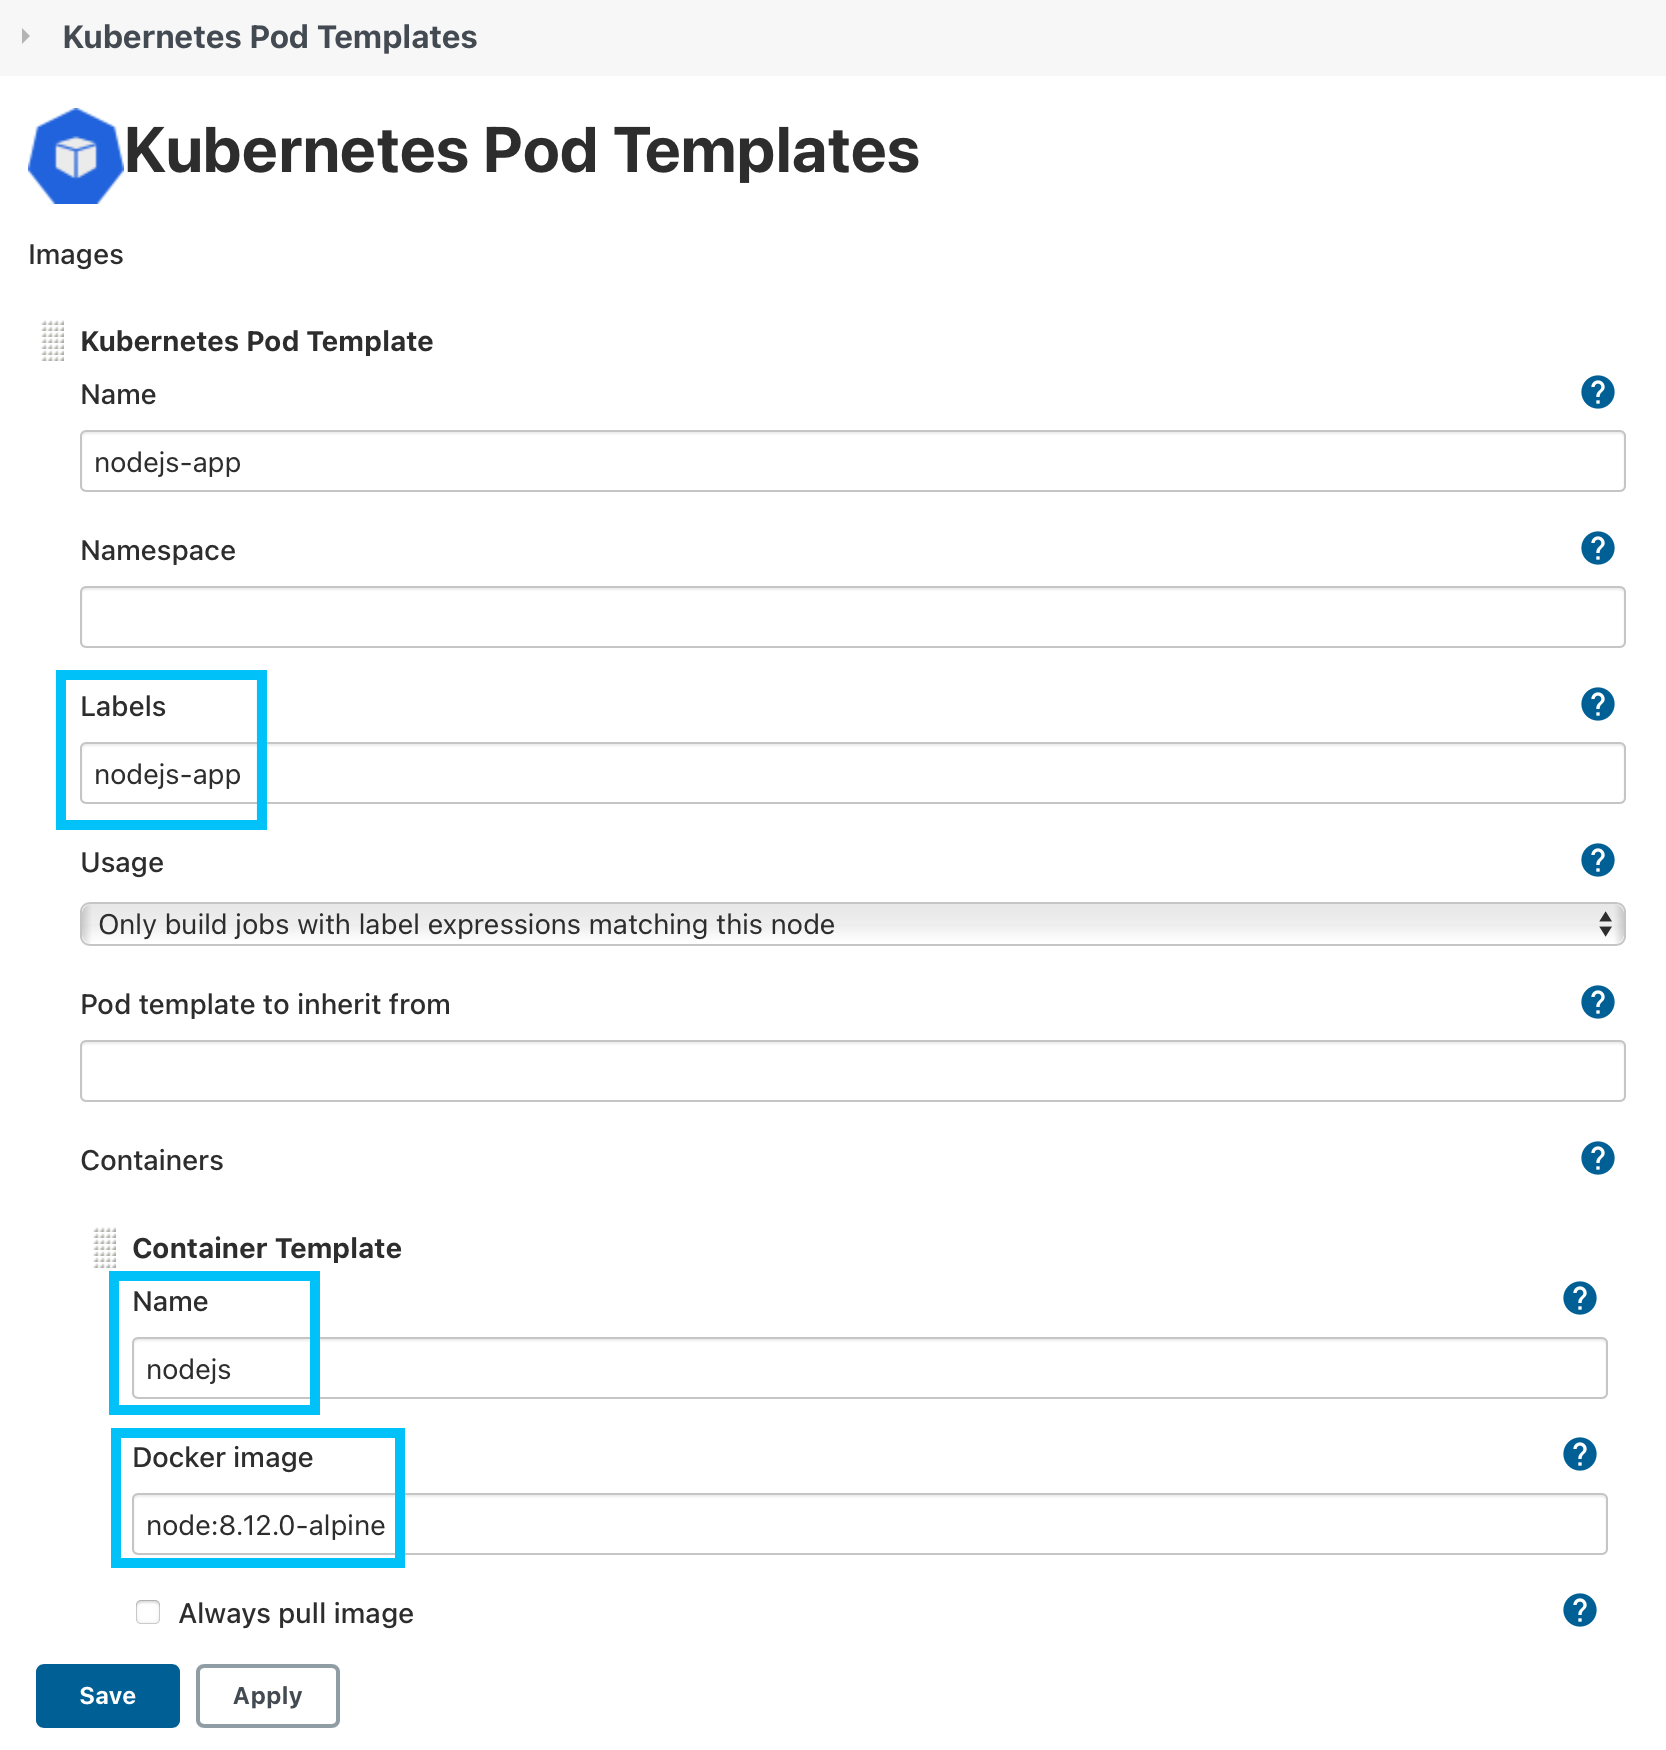 Kubernetes Pod Templates
Kubernetes Pod Templates
Images
Kubernetes Pod Template
Name
?
nodejs-app
Namespace
?
Labels
?
nodejs-app
Usage
?
Only build jobs with label expressions matching this node
Pod template to inherit from
?
Containers
?
Container Template
Name
?
nodejs
Docker image
?
node:8.12.0-alpine
Always pull image
?
Save
Apply